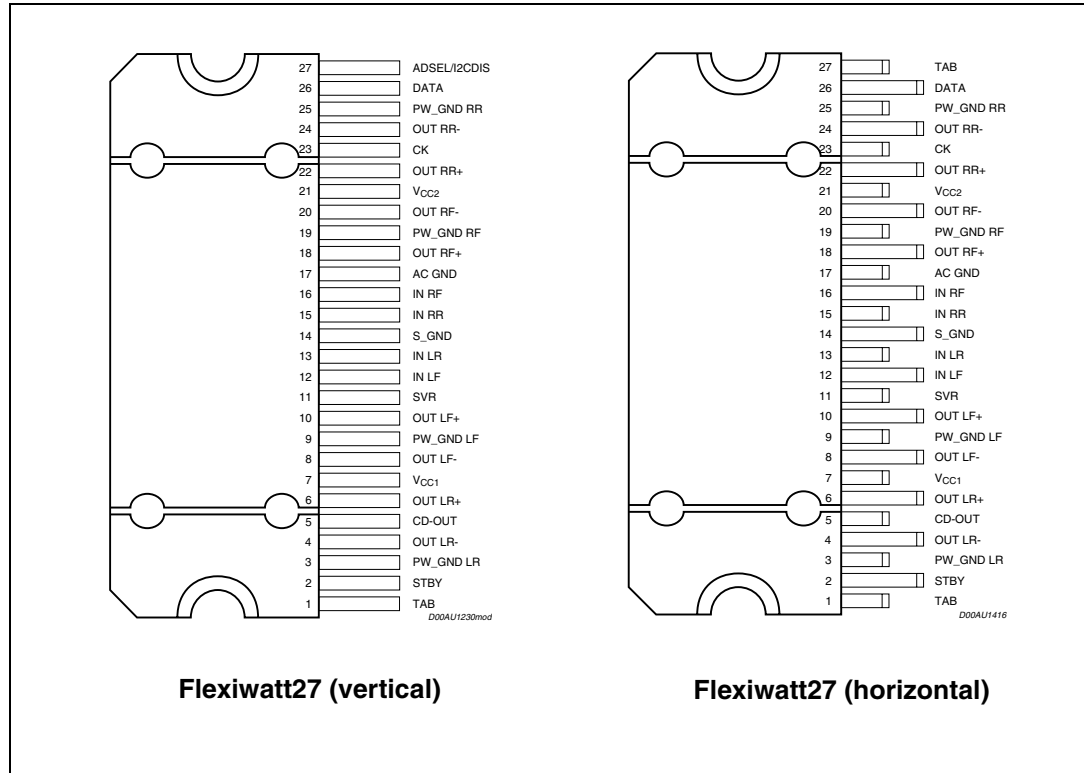 27 ADSEL/I2CDIS
26 DATA
25 PW_GND RR
24 OUT RR-
23 CK
22 OUT RR+
21 VCC2
20 OUT RF-
19 PW_GND RF
18 OUT RF+
17 AC GND
16 IN RF
15 IN RR
14 S_GND
13 IN LR
12 IN LF
11 SVR
10 OUT LF+
9 PW_GND LF
8 OUT LF-
7 VCC1
6 OUT LR+
5 CD-OUT
4 OUT LR-
3 PW_GND LR
2 STBY
1 TAB
D00AU1230mod
Flexiwatt27 (vertical)
27 TAB
26 DATA
25 PW_GND RR
24 OUT RR-
23 CK
22 OUT RR+
21 VCC2
20 OUT RF-
19 PW_GND RF
18 OUT RF+
17 AC GND
16 IN RF
15 IN RR
14 S_GND
13 IN LR
12 IN LF
11 SVR
10 OUT LF+
9 PW_GND LF
8 OUT LF-
7 VCC1
6 OUT LR+
5 CD-OUT
4 OUT LR-
3 PW_GND LR
2 STBY
1 TAB
D00AU1416
Flexiwatt27 (horizontal)